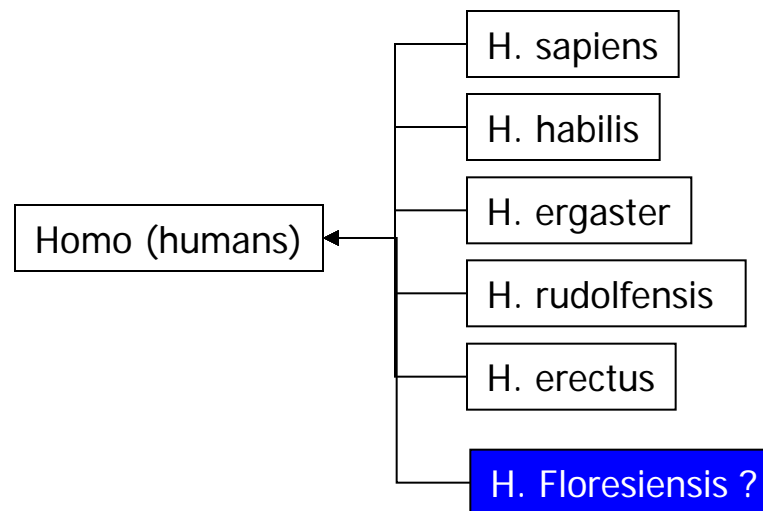 H. sapiens
H. habilis
H. ergaster
Homo (humans)
H. rudolfensis
H. erectus
H. Floresiensis ?